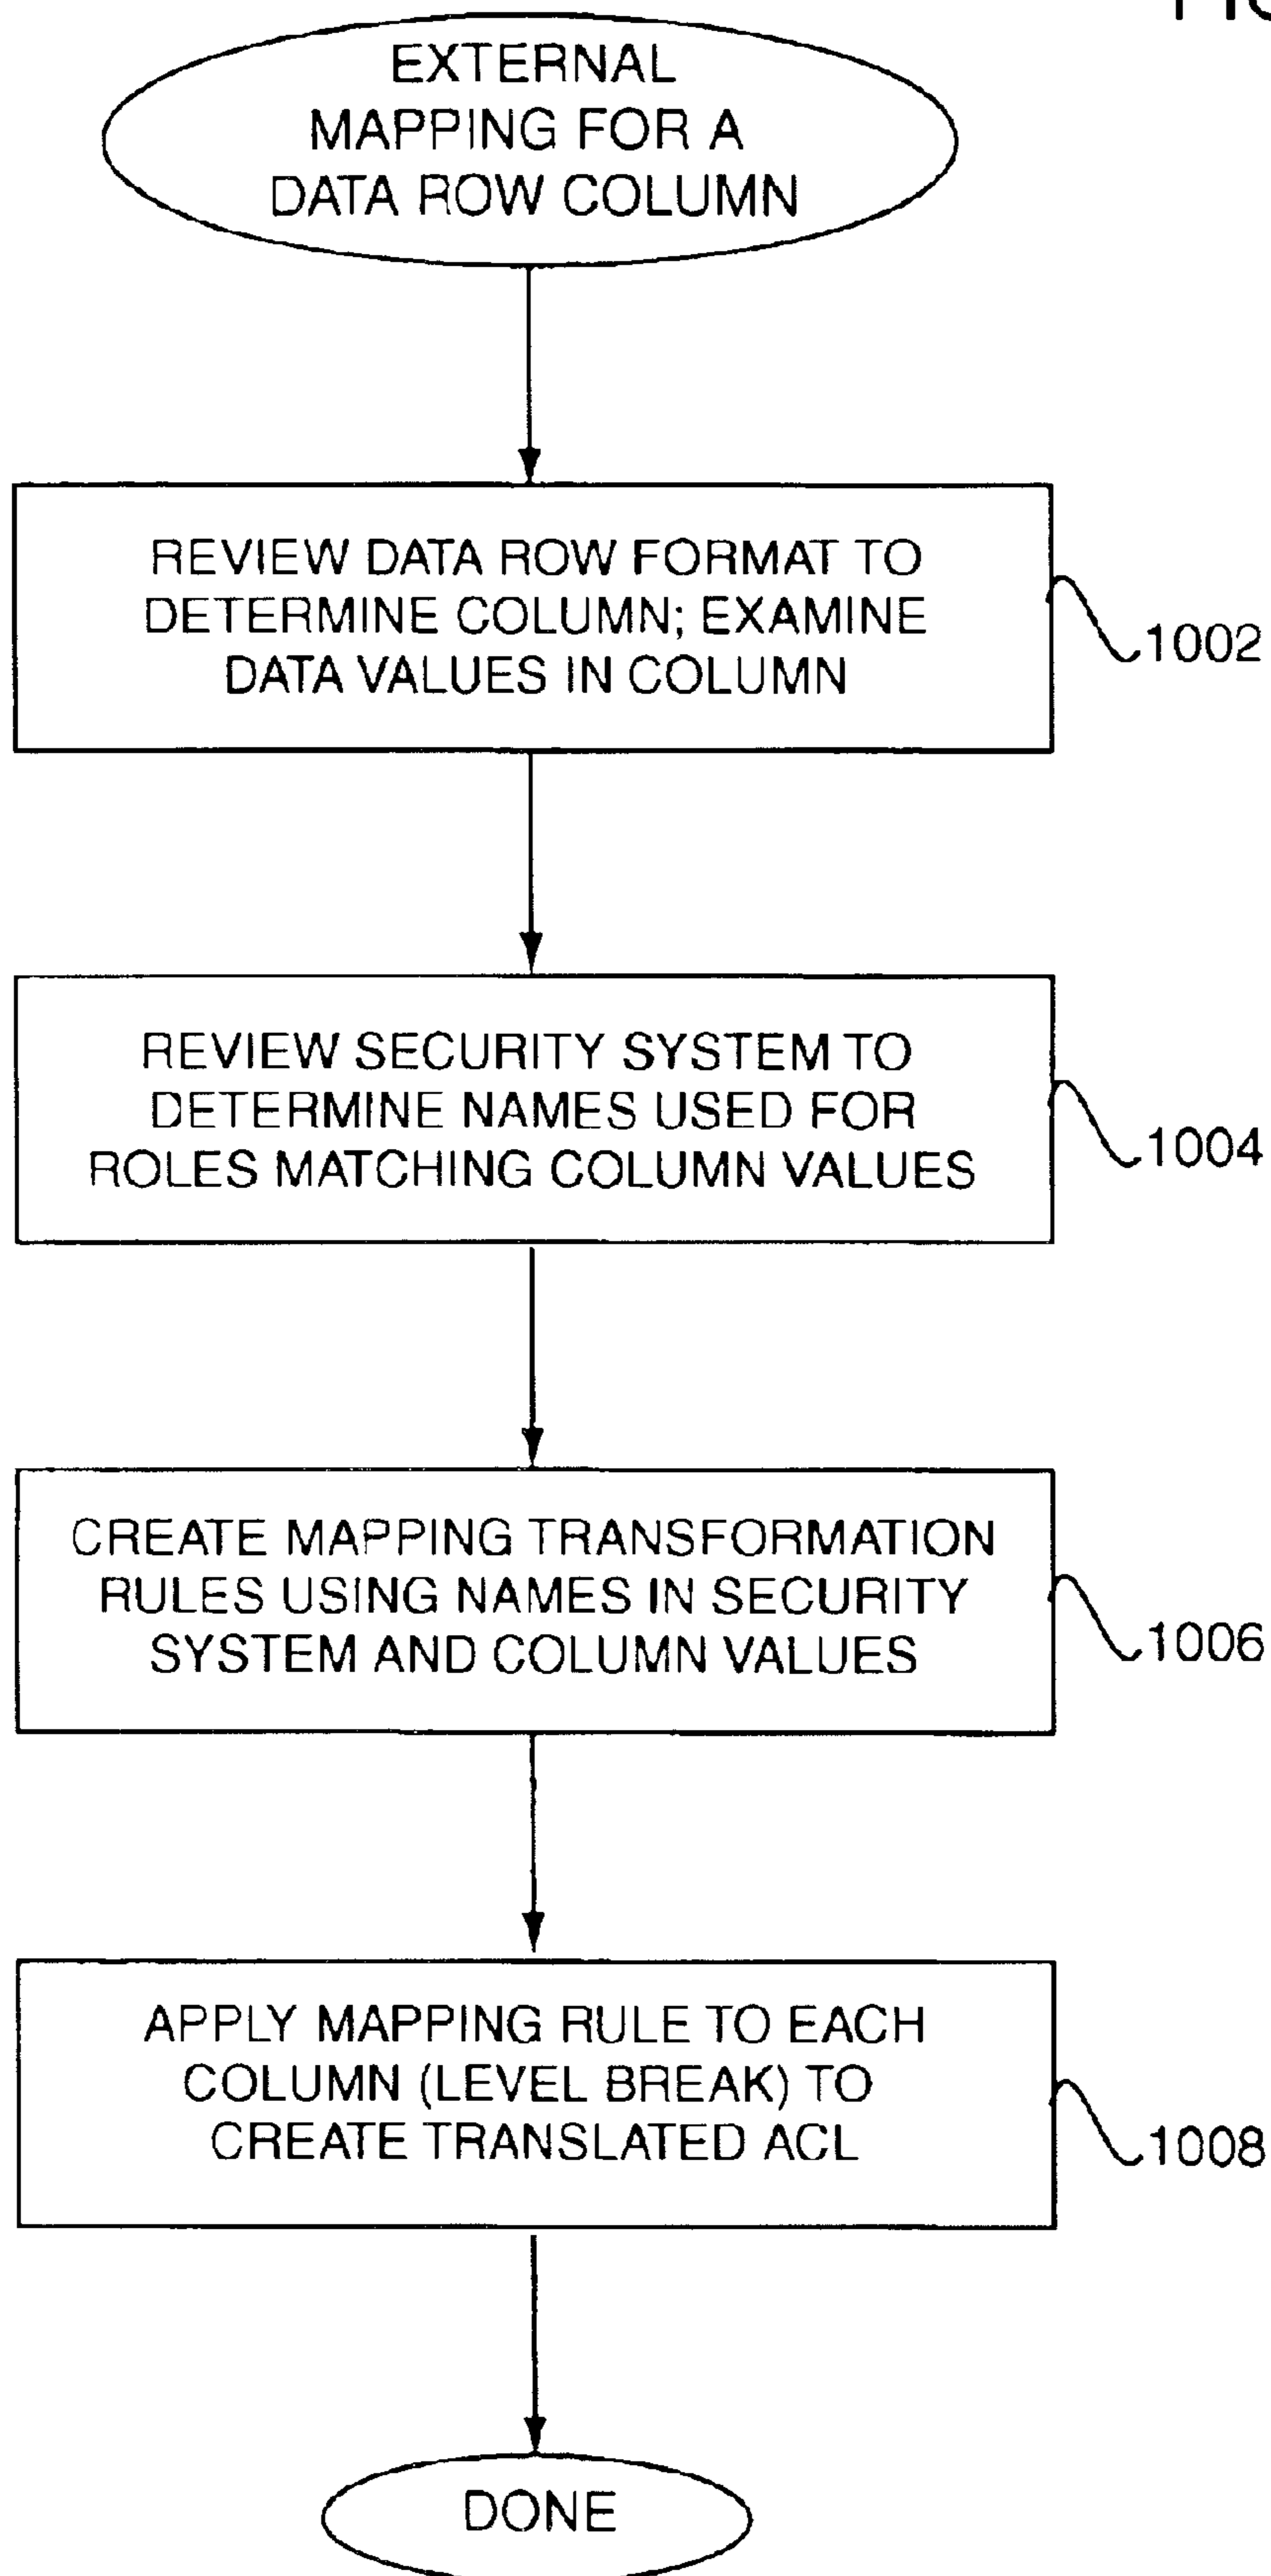 EXTERNAL
MAPPING FOR A
DATA ROW COLUMN
REVIEW DATA ROW FORMAT TO
DETERMINE COLUMN; EXAMINE
DATA VALUES IN COLUMN
1002
REVIEW SECURITY SYSTEM TO
DETERMINE NAMES USED FOR
ROLES MATCHING COLUMN VALUES
1004
CREATE MAPPING TRANSFORMATION
RULES USING NAMES IN SECURITY
SYSTEM AND COLUMN VALUES
1006
APPLY MAPPING RULE TO EACH
COLUMN (LEVEL BREAK) TO
CREATE TRANSLATED ACL
1008
DONE